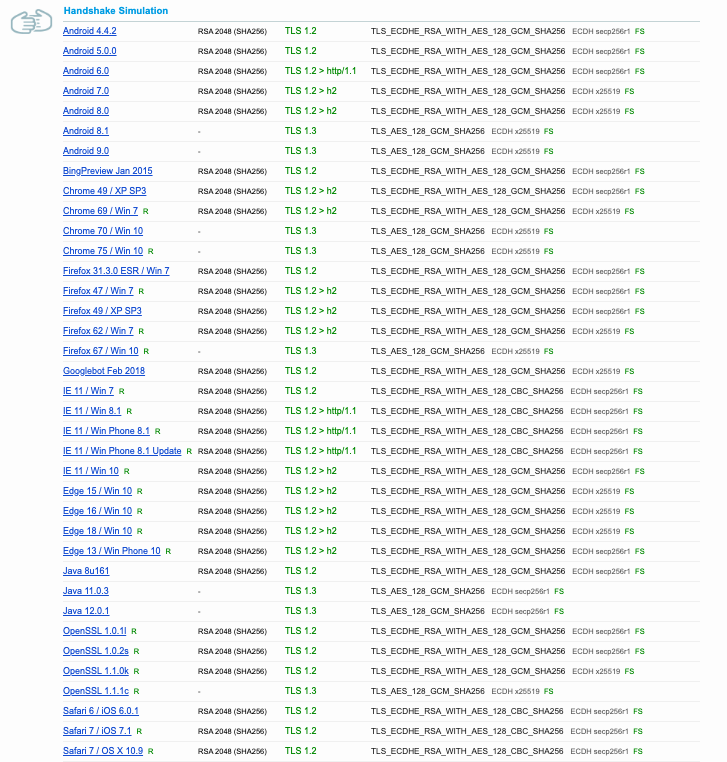 Handshake Simulation
Android 4.4.2 RSA 2048 (SHA256) TLS 1.2 TLS_ECDHE_RSA_WITH_AES_128_GCM_SHA256 ECDH secp256r1 FS
Android 5.0.0 RSA 2048 (SHA256) TLS 1.2 TLS_ECDHE_RSA_WITH_AES_128_GCM_SHA256 ECDH secp256r1 FS
Android 6.0 RSA 2048 (SHA256) TLS 1.2 > http/1.1 TLS_ECDHE_RSA_WITH_AES_128_GCM_SHA256 ECDH secp256r1 FS
Android 7.0 RSA 2048 (SHA256) TLS 1.2 > h2 TLS_ECDHE_RSA_WITH_AES_128_GCM_SHA256 ECDH x25519 FS
Android 8.0 RSA 2048 (SHA256) TLS 1.2 > h2 TLS_ECDHE_RSA_WITH_AES_128_GCM_SHA256 ECDH x25519 FS
Android 8.1 - TLS 1.3 TLS_AES_128_GCM_SHA256 ECDH x25519 FS
Android 9.0 - TLS 1.3 TLS_AES_128_GCM_SHA256 ECDH x25519 FS
BingPreview Jan 2015 RSA 2048 (SHA256) TLS 1.2 TLS_ECDHE_RSA_WITH_AES_128_GCM_SHA256 ECDH secp256r1 FS
Chrome 49 / XP SP3 RSA 2048 (SHA256) TLS 1.2 > h2 TLS_ECDHE_RSA_WITH_AES_128_GCM_SHA256 ECDH secp256r1 FS
Chrome 69 / Win 7 R RSA 2048 (SHA256) TLS 1.2 > h2 TLS_ECDHE_RSA_WITH_AES_128_GCM_SHA256 ECDH x25519 FS
Chrome 70 / Win 10 - TLS 1.3 TLS_AES_128_GCM_SHA256 ECDH x25519 FS
Chrome 75 / Win 10 R - TLS 1.3 TLS_AES_128_GCM_SHA256 ECDH x25519 FS
Firefox 31.3.0 ESR / Win 7 RSA 2048 (SHA256) TLS 1.2 TLS_ECDHE_RSA_WITH_AES_128_GCM_SHA256 ECDH secp256r1 FS
Firefox 47 / Win 7 R RSA 2048 (SHA256) TLS 1.2 > h2 TLS_ECDHE_RSA_WITH_AES_128_GCM_SHA256 ECDH secp256r1 FS
Firefox 49 / XP SP3 RSA 2048 (SHA256) TLS 1.2 > h2 TLS_ECDHE_RSA_WITH_AES_128_GCM_SHA256 ECDH secp256r1 FS
Firefox 62 / Win 7 R RSA 2048 (SHA256) TLS 1.2 > h2 TLS_ECDHE_RSA_WITH_AES_128_GCM_SHA256 ECDH x25519 FS
Firefox 67 / Win 10 R - TLS 1.3 TLS_AES_128_GCM_SHA256 ECDH x25519 FS
Googlebot Feb 2018 RSA 2048 (SHA256) TLS 1.2 TLS_ECDHE_RSA_WITH_AES_128_GCM_SHA256 ECDH x25519 FS
IE 11 / Win 7 R RSA 2048 (SHA256) TLS 1.2 TLS_ECDHE_RSA_WITH_AES_128_CBC_SHA256 ECDH secp256r1 FS
IE 11 / Win 8.1 R RSA 2048 (SHA256) TLS 1.2 > http/1.1 TLS_ECDHE_RSA_WITH_AES_128_CBC_SHA256 ECDH secp256r1 FS
IE 11 / Win Phone 8.1 R RSA 2048 (SHA256) TLS 1.2 > http/1.1 TLS_ECDHE_RSA_WITH_AES_128_CBC_SHA256 ECDH secp256r1 FS
IE 11 / Win Phone 8.1 Update R RSA 2048 (SHA256) TLS 1.2 > http/1.1 TLS_ECDHE_RSA_WITH_AES_128_CBC_SHA256 ECDH secp256r1 FS
IE 11 / Win 10 R RSA 2048 (SHA256) TLS 1.2 > h2 TLS_ECDHE_RSA_WITH_AES_128_GCM_SHA256 ECDH secp256r1 FS
Edge 15 / Win 10 R RSA 2048 (SHA256) TLS 1.2 > h2 TLS_ECDHE_RSA_WITH_AES_128_GCM_SHA256 ECDH x25519 FS
Edge 16 / Win 10 R RSA 2048 (SHA256) TLS 1.2 > h2 TLS_ECDHE_RSA_WITH_AES_128_GCM_SHA256 ECDH x25519 FS
Edge 18 / Win 10 R RSA 2048 (SHA256) TLS 1.2 > h2 TLS_ECDHE_RSA_WITH_AES_128_GCM_SHA256 ECDH x25519 FS
Edge 13 / Win Phone 10 R RSA 2048 (SHA256) TLS 1.2 > h2 TLS_ECDHE_RSA_WITH_AES_128_GCM_SHA256 ECDH secp256r1 FS
Java 8u161 RSA 2048 (SHA256) TLS 1.2 TLS_ECDHE_RSA_WITH_AES_128_GCM_SHA256 ECDH secp256r1 FS
Java 11.0.3 - TLS 1.3 TLS_AES_128_GCM_SHA256 ECDH secp256r1 FS
Java 12.0.1 - TLS 1.3 TLS_AES_128_GCM_SHA256 ECDH secp256r1 FS
OpenSSL 1.0.1l R RSA 2048 (SHA256) TLS 1.2 TLS_ECDHE_RSA_WITH_AES_128_GCM_SHA256 ECDH secp256r1 FS
OpenSSL 1.0.2s R RSA 2048 (SHA256) TLS 1.2 TLS_ECDHE_RSA_WITH_AES_128_GCM_SHA256 ECDH secp256r1 FS
OpenSSL 1.1.0k R RSA 2048 (SHA256) TLS 1.2 TLS_ECDHE_RSA_WITH_AES_128_GCM_SHA256 ECDH x25519 FS
OpenSSL 1.1.1c R - TLS 1.3 TLS_AES_128_GCM_SHA256 ECDH x25519 FS
Safari 6 / iOS 6.0.1 RSA 2048 (SHA256) TLS 1.2 TLS_ECDHE_RSA_WITH_AES_128_CBC_SHA256 ECDH secp256r1 FS
Safari 7 / iOS 7.1 R RSA 2048 (SHA256) TLS 1.2 TLS_ECDHE_RSA_WITH_AES_128_CBC_SHA256 ECDH secp256r1 FS
Safari 7 / OS X 10.9 R RSA 2048 (SHA256) TLS 1.2 TLS_ECDHE_RSA_WITH_AES_128_CBC_SHA256 ECDH secp256r1 FS